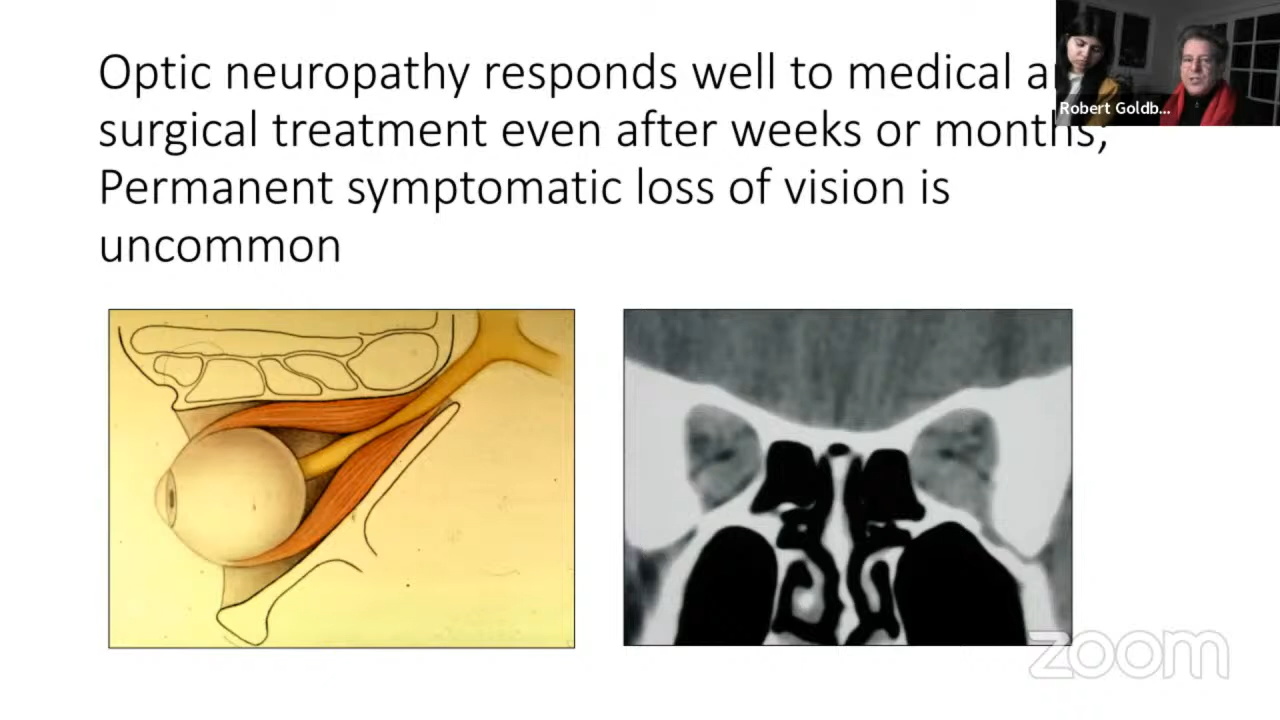 Optic neuropathy responds well to medical a
surgical treatment even after weeks or months;
Permanent symptomatic loss of vision is
uncommon
Robert Goldb...
zoom